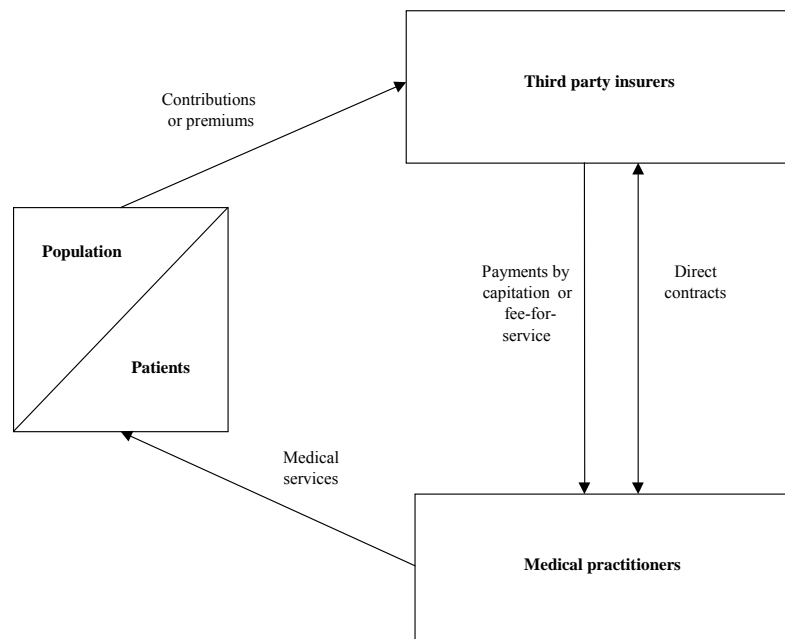 Third party insurers
Contributions
or premiums
Population
Patients
Payments by
capitation or
fee-for-
service
Direct
contracts
Medical
services
Medical practitioners